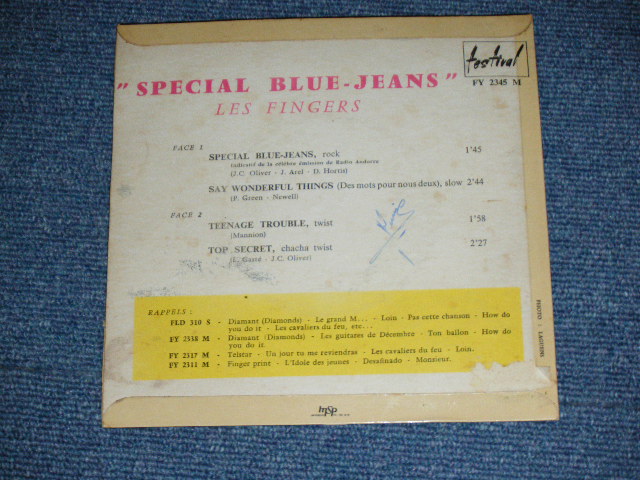 festival
FY 2345 M
" SPECIAL BLUE-JEANS "
LES FINGERS
FACE 1
SPECIAL BLUE-JEANS, rock 1'45
indicatif de la célèbre émission de Radio Andorre
(J.C. Oliver - J. Arel - D. Hortis)
SAY WONDERFUL THINGS (Des mots pour nous deux), slow 2'44
(P. Green - Newell)
FACE 2
TEENAGE TROUBLE, twist 1'58
(Mannion)
TOP SECRET, chacha twist 2'27
(L. Gatré - J.C. Oliver)
RAPPELS :
FLD 310 S - Diamant (Diamonds) - Le grand M... - Loin - Pas cette chanson - How do
you do it - Les cavaliers du feu, etc...
FY 2338 M - Diamant (Diamonds) - Les guitares de Décembre - Ton ballon - How do
you do it.
FY 2317 M - Telstar - Un jour tu me reviendras - Les cavaliers du feu - Loin.
FY 2311 M - Finger print - L'Idole des jeunes - Desafinado - Monsieur.
msp